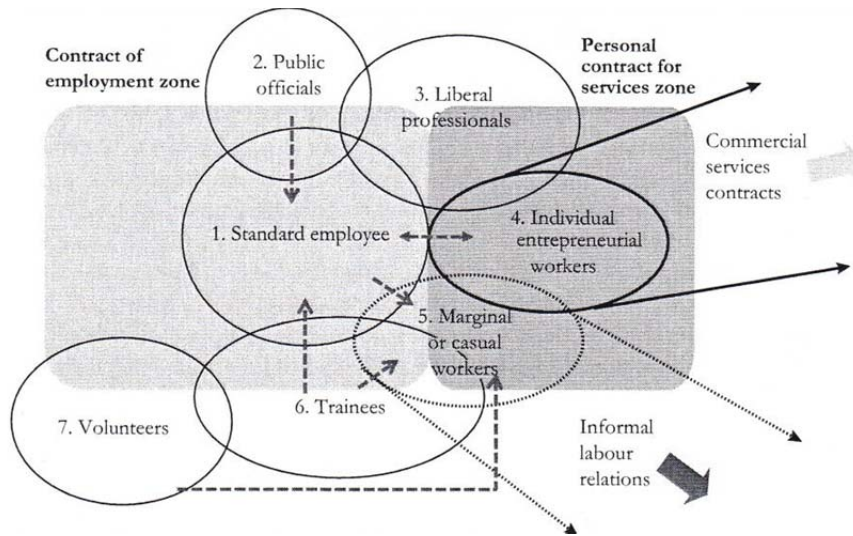 Contract of
employment zone
2. Public
officials
3. Liberal
professionals
Personal
contract for
services zone
Commercial
services
contracts
1. Standard employee
4. Individual
entrepreneurial
workers
5. Marginal
or casual
workers
6. Trainees
7. Volunteers
Informal
labour
relations